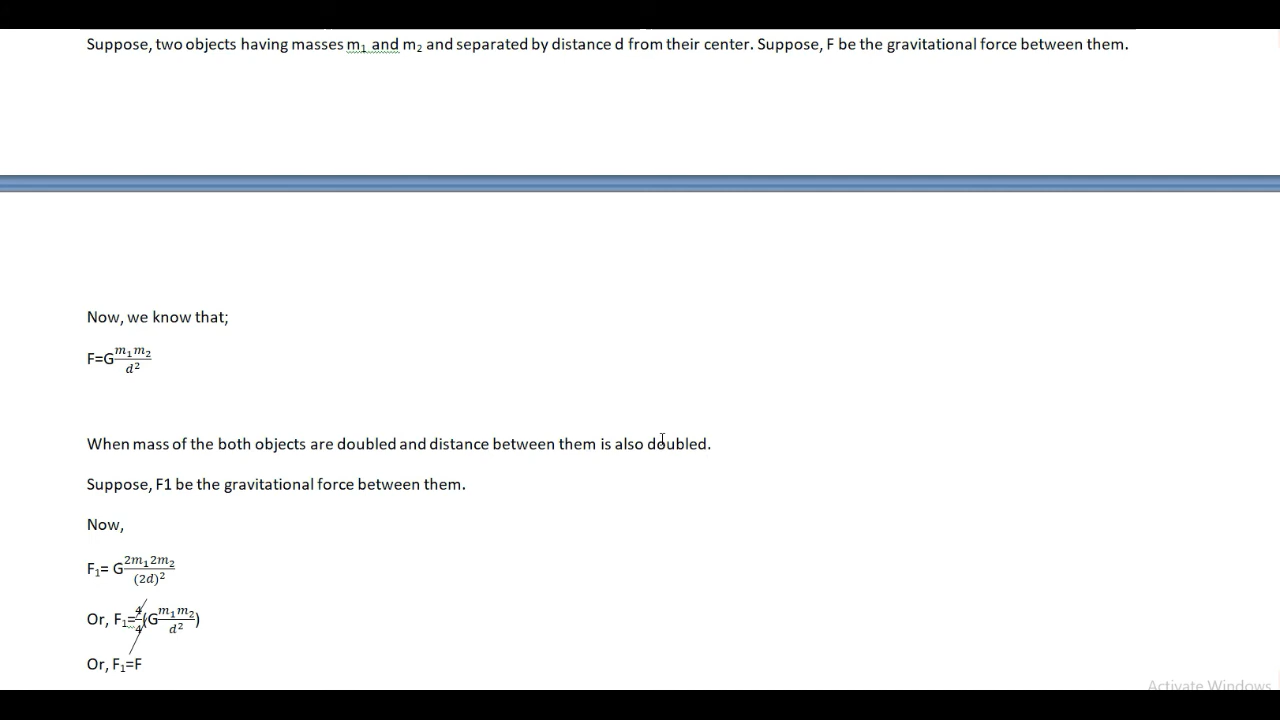 Suppose, two objects having masses m₁ and m₂ and separated by distance d from their center. Suppose, F be the gravitational force between them.
Now, we know that;
F=G m₁m₂/d²
When mass of the both objects are doubled and distance between them is also doubled.
Suppose, F1 be the gravitational force between them.
Now,
F₁= G 2m₁2m₂/(2d)²
Or, F₁=4/4(G m₁m₂/d²)
Or, F₁=F
Activate Windows